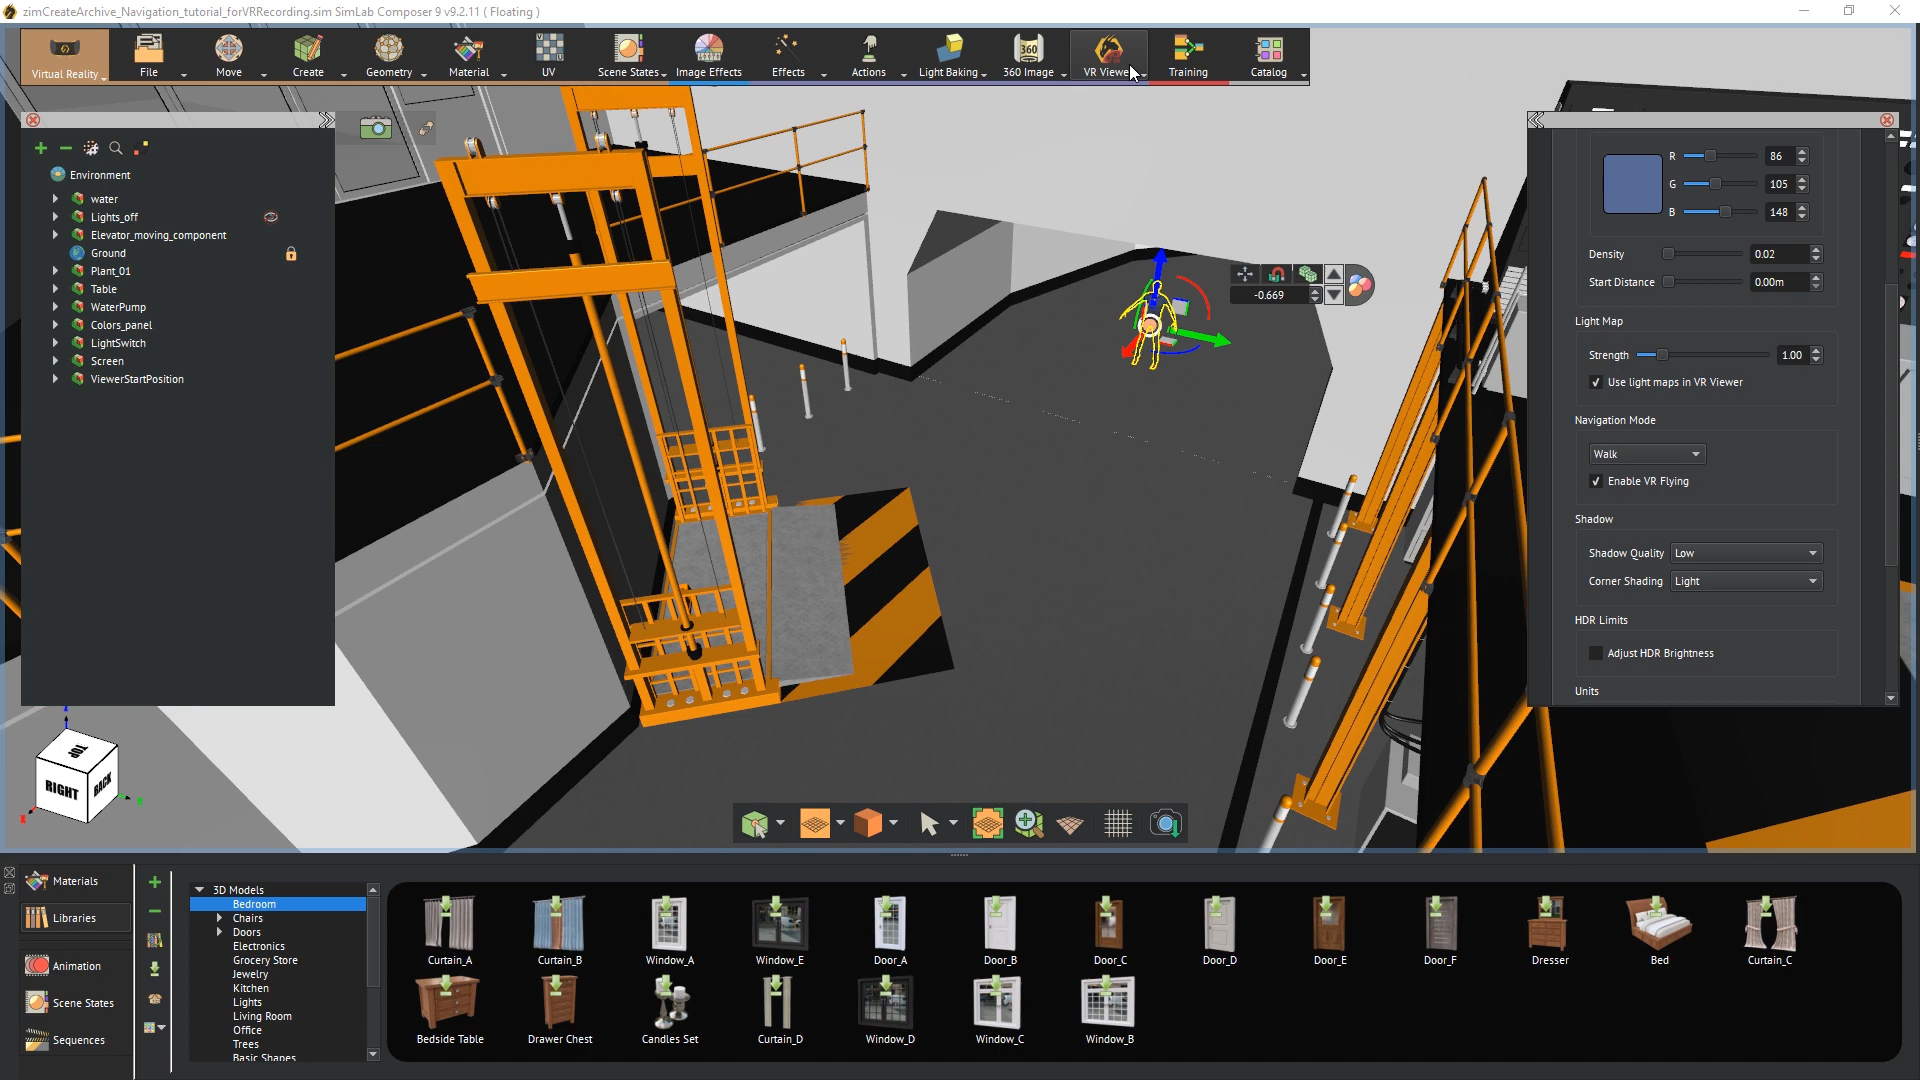 zimCreateArchive_Navigation_tutorial_forVRRecording.sim SimLab Composer 9 v9.2.11 ( Floating )
Virtual Reality
File
Move
Create
Geometry
Material
UV
Scene States
Image Effects
Effects
Actions
Light Baking
360 Image
360
VR Viewer
Training
Catalog
Environment
water
Lights_off
Elevator_moving_component
Ground
Plant_01
Table
WaterPump
Colors_panel
LightSwitch
Screen
ViewerStartPosition
-0.669
R 86
G 105
B 148
Density 0.02
Start Distance 0.00m
Light Map
Strength 1.00
Use light maps in VR Viewer
Navigation Mode
Walk
Enable VR Flying
Shadow
Shadow Quality Low
Corner Shading Light
HDR Limits
Adjust HDR Brightness
Units
TOP
RIGHT
BACK
Materials
Libraries
Animation
Scene States
Sequences
3D Models
Bedroom
Chairs
Doors
Electronics
Grocery Store
Jewelry
Kitchen
Lights
Living Room
Office
Trees
Basic Shapes
Curtain_A
Curtain_B
Window_A
Window_E
Door_A
Door_B
Door_C
Door_D
Door_E
Door_F
Dresser
Bed
Curtain_C
Bedside Table
Drawer Chest
Candles Set
Curtain_D
Window_D
Window_C
Window_B